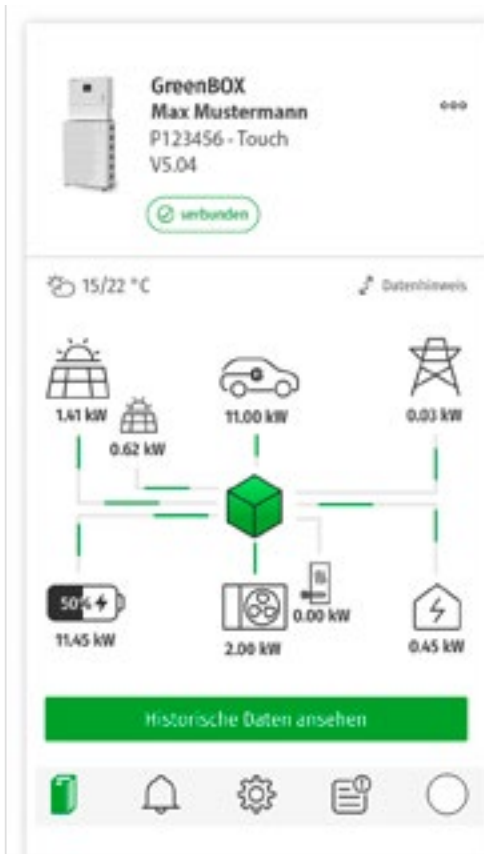 GreenBOX
Max Mustermann
P123456 - Touch
V5.04
verbunden
15/22 °C
Datenhinweis
G
1.41 kW
11.00 kW
0.03 kW
0.62 kW
50%
0.00 kW
11.45 kW
2.00 kW
0.45 kW
Historische Daten ansehen